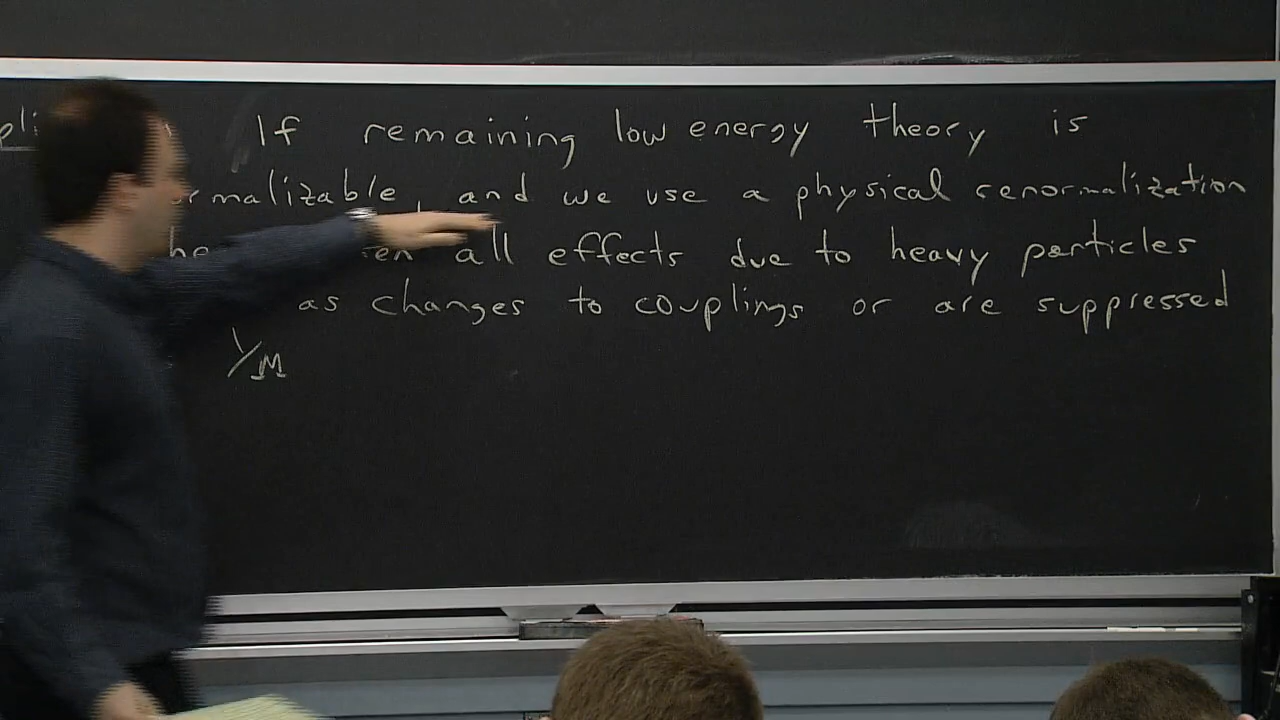 If remaining low energy theory is
and we use a physical renormalization
all effects due to heavy particles
as changes to couplings or are suppressed
1/M